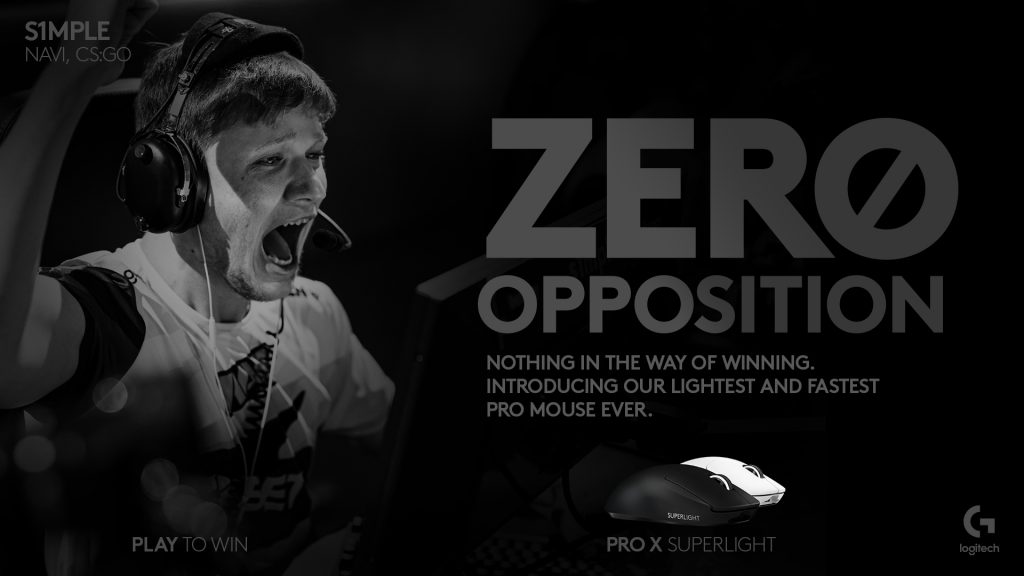 S1MPLE
NAVI, CS:GO
ZERØ
OPPOSITION
NOTHING IN THE WAY OF WINNING.
INTRODUCING OUR LIGHTEST AND FASTEST
PRO MOUSE EVER.
SUPERLIGHT
PLAY TO WIN
PRO X SUPERLIGHT
logitech